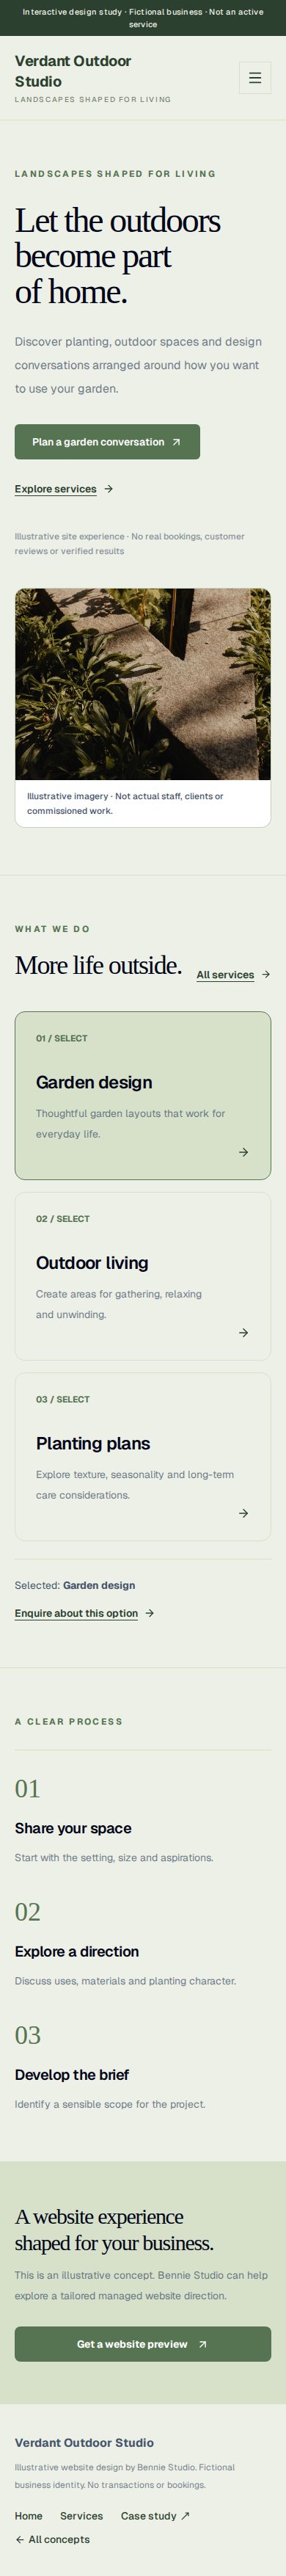 Interactive design study · Fictional business · Not an active
service
Verdant Outdoor
Studio
LANDSCAPES SHAPED FOR LIVING
LANDSCAPES SHAPED FOR LIVING
Let the outdoors
become part
of home.
Discover planting, outdoor spaces and design
conversations arranged around how you want
to use your garden.
Plan a garden conversation ↗
Explore services →
Illustrative site experience · No real bookings, customer
reviews or verified results
Illustrative imagery · Not actual staff, clients or
commissioned work.
WHAT WE DO
More life outside.
All services →
01 / SELECT
Garden design
Thoughtful garden layouts that work for
everyday life.
→
02 / SELECT
Outdoor living
Create areas for gathering, relaxing
and unwinding.
→
03 / SELECT
Planting plans
Explore texture, seasonality and long-term
care considerations.
→
Selected: Garden design
Enquire about this option →
A CLEAR PROCESS
01
Share your space
Start with the setting, size and aspirations.
02
Explore a direction
Discuss uses, materials and planting character.
03
Develop the brief
Identify a sensible scope for the project.
A website experience
shaped for your business.
This is an illustrative concept. Bennie Studio can help
explore a tailored managed website direction.
Get a website preview ↗
Verdant Outdoor Studio
Illustrative website design by Bennie Studio. Fictional
business identity. No transactions or bookings.
Home Services Case study ↗
← All concepts